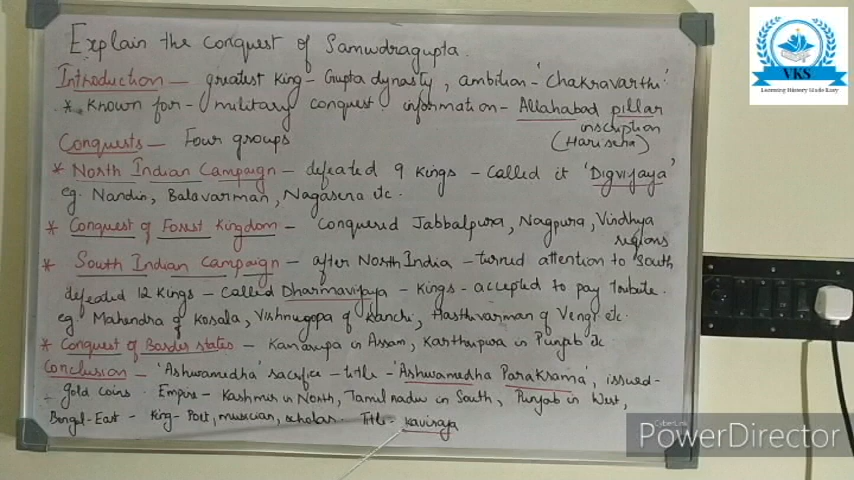 Explain the conquest of Samudragupta.
Introduction - greatest king - Gupta dynasty, ambition - 'Chakravarthi'
* Known for - military conquest. information - Allahabad pillar
inscription
(Harisena)
Conquests - Four groups
* North Indian Campaign - defeated 9 Kings - called it 'Digvijaya'
eg. Nandin, Balavarman, Nagasena etc.
* Conquest of Forest Kingdom - Conquered Jabbalpura, Nagpura, Vindhya
regions
* South Indian Campaign - after North India - turned attention to South
defeated 12 Kings - called Dharmavijaya - Kings - accepted to pay Tribute.
eg. Mahendra of Kosala, Vishnugopa of Kanchi, Hasthivarman of Vengi etc.
* Conquest of Border states - Kamarupa in Assam, Karthupura in Punjab etc
Conclusion - 'Ashwamedha' sacrifice - title - 'Ashwamedha Parakrama', issued -
- gold coins. Empire - Kashmir in North, Tamil nadu in South, Punjab in West,
Bengal - East - King - Poet, musician, scholar. Title - Kaviraja
VKS
Learning History Made Easy
CyberLink
PowerDirector